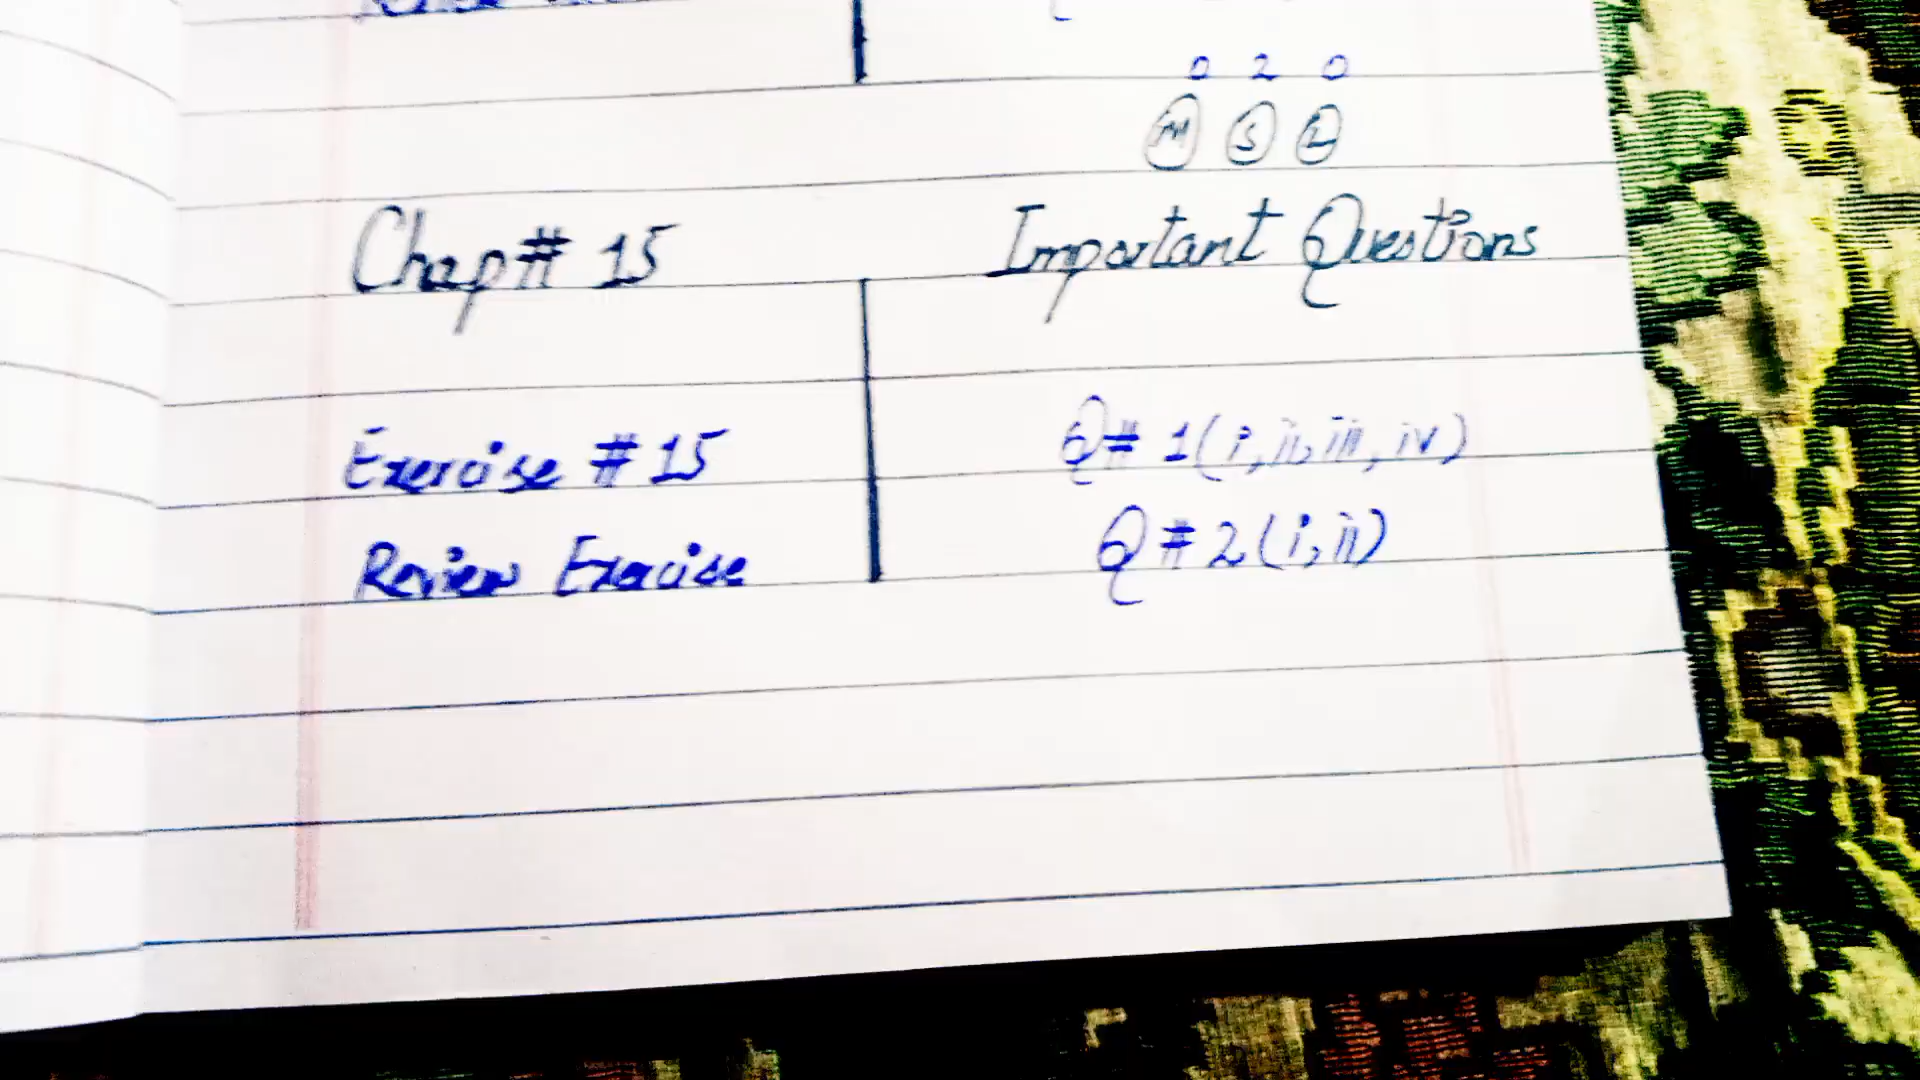 0 2 0
M S L
Chap# 15 Important Questions
Exercise # 15 Q# 1(i,ii,iii,iv)
Review Exercise Q#2(i,ii)